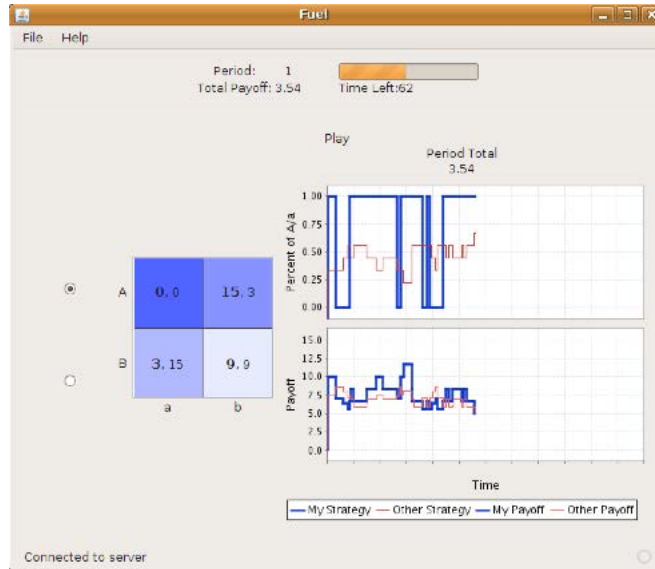 Fuel
File Help
Period: 1
Total Payoff: 3.54 Time Left:62
Play
Period Total
3.54
Percent of A/a
1.00
0.75
0.50
0.25
0.00
A 0.0 15.3
B 3.15 9.9
a b
Payoff
15.0
12.5
10.0
7.5
5.0
2.5
0.0
Time
My Strategy Other Strategy My Payoff Other Payoff
Connected to server